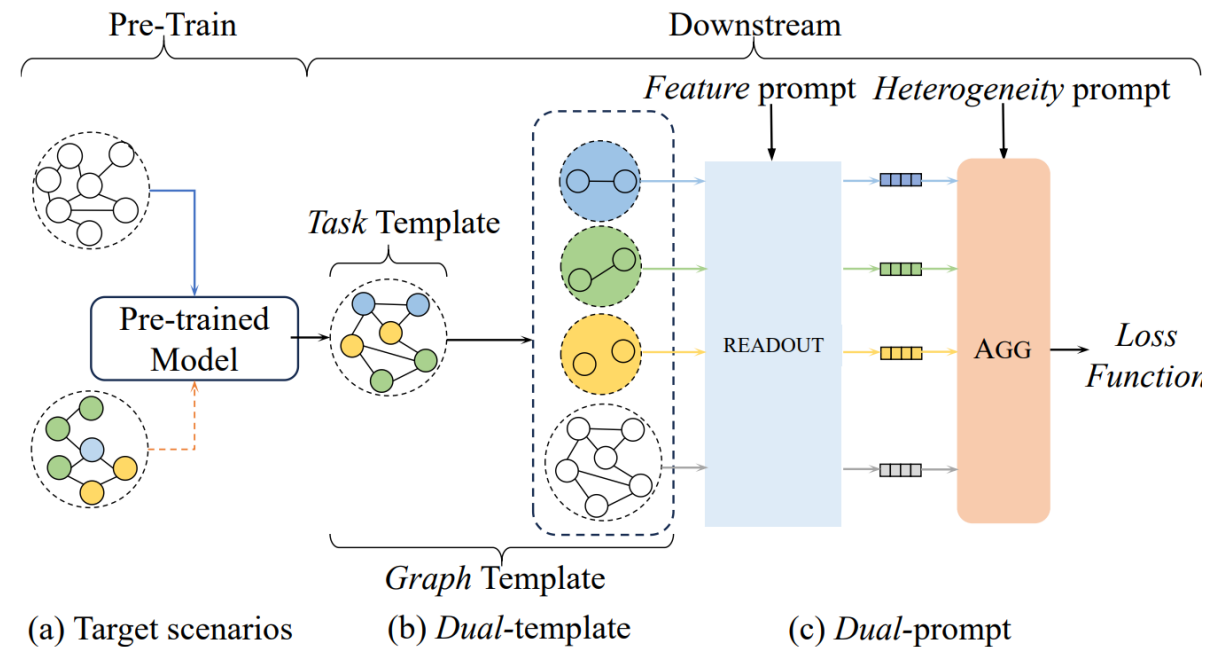 Pre-Train
Downstream
Feature prompt
Heterogeneity prompt
Task Template
Pre-trained
Model
READOUT
AGG
Loss
Function
Graph Template
(a) Target scenarios
(b) Dual-template
(c) Dual-prompt